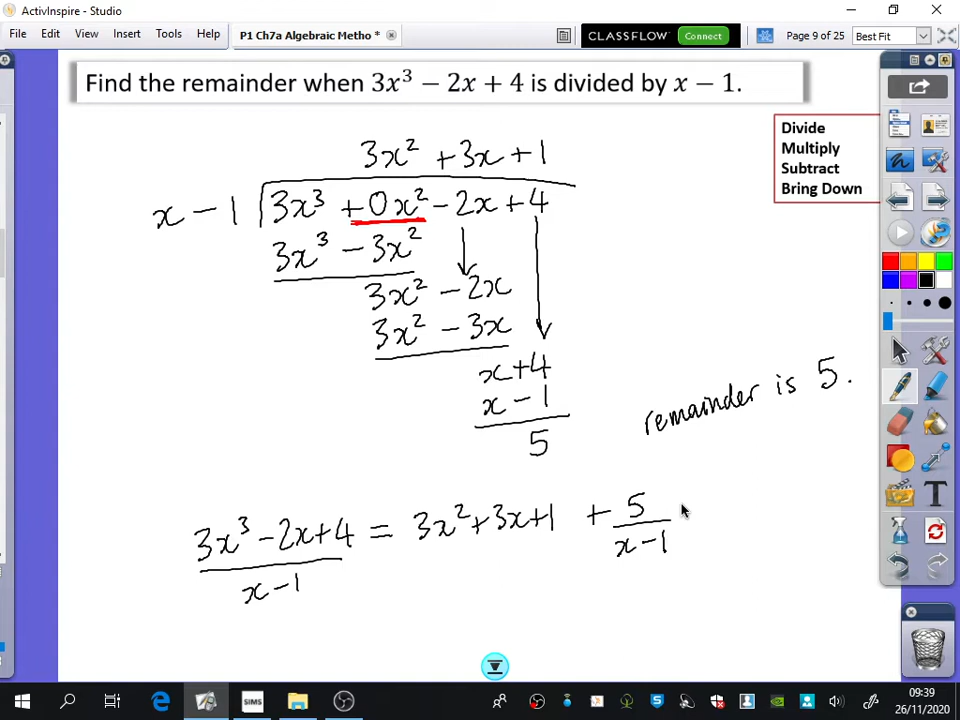 ActivInspire - Studio
File Edit View Insert Tools Help
P1 Ch7a Algebraic Metho *
CLASSFLOW Connect
Page 9 of 25
Best Fit
Find the remainder when 3x³ − 2x + 4 is divided by x − 1.
Divide
Multiply
Subtract
Bring Down
3x² + 3x + 1
x − 1 3x³ + 0x² − 2x + 4
3x³ − 3x²
3x² − 2x
3x² − 3x
x + 4
x − 1
5
remainder is 5.
3x³ − 2x + 4 = 3x² + 3x + 1 + 5
x − 1 x − 1
T
SIMS
S
09:39
26/11/2020